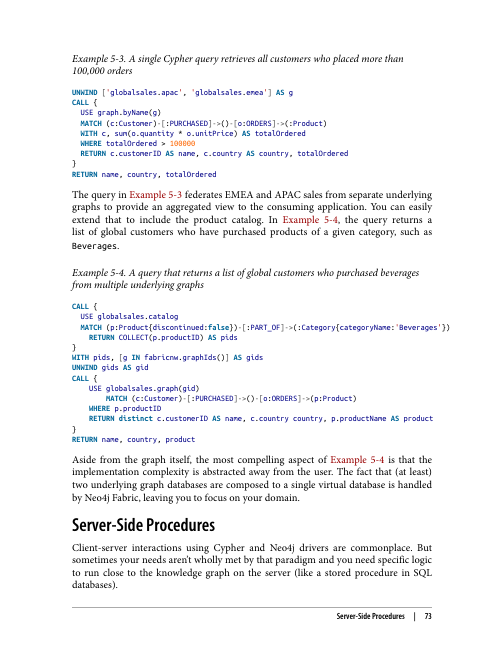 Example 5-3. A single Cypher query retrieves all customers who placed more than
100,000 orders
UNWIND ['globalsales.apac', 'globalsales.emea'] AS g
CALL {
  USE graph.byName(g)
  MATCH (c:Customer)-[:PURCHASED]->()-[o:ORDERS]->(:Product)
  WITH c, sum(o.quantity * o.unitPrice) AS totalOrdered
  WHERE totalOrdered > 100000
  RETURN c.customerID AS name, c.country AS country, totalOrdered
}
RETURN name, country, totalOrdered
The query in Example 5-3 federates EMEA and APAC sales from separate underlying
graphs to provide an aggregated view to the consuming application. You can easily
extend that to include the product catalog. In Example 5-4, the query returns a
list of global customers who have purchased products of a given category, such as
Beverages.
Example 5-4. A query that returns a list of global customers who purchased beverages
from multiple underlying graphs
CALL {
  USE globalsales.catalog
  MATCH (p:Product{discontinued:false})-[:PART_OF]->(:Category{categoryName:'Beverages'})
    RETURN COLLECT(p.productID) AS pids
}
WITH pids, [g IN fabricnw.graphIds()] AS gids
UNWIND gids AS gid
CALL {
    USE globalsales.graph(gid)
        MATCH (c:Customer)-[:PURCHASED]->()-[o:ORDERS]->(p:Product)
    WHERE p.productID
    RETURN distinct c.customerID AS name, c.country country, p.productName AS product
}
RETURN name, country, product
Aside from the graph itself, the most compelling aspect of Example 5-4 is that the
implementation complexity is abstracted away from the user. The fact that (at least)
two underlying graph databases are composed to a single virtual database is handled
by Neo4j Fabric, leaving you to focus on your domain.
Server-Side Procedures
Client-server interactions using Cypher and Neo4j drivers are commonplace. But
sometimes your needs aren't wholly met by that paradigm and you need specific logic
to run close to the knowledge graph on the server (like a stored procedure in SQL
databases).
Server-Side Procedures | 73